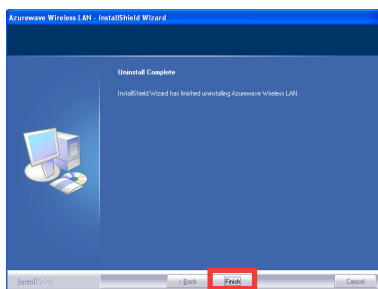 Azurewave Wireless LAN - InstallShield Wizard
Uninstall Complete
InstallShield Wizard has finished uninstalling Azurewave Wireless LAN.
InstallShield
< Back
Finish
Cancel